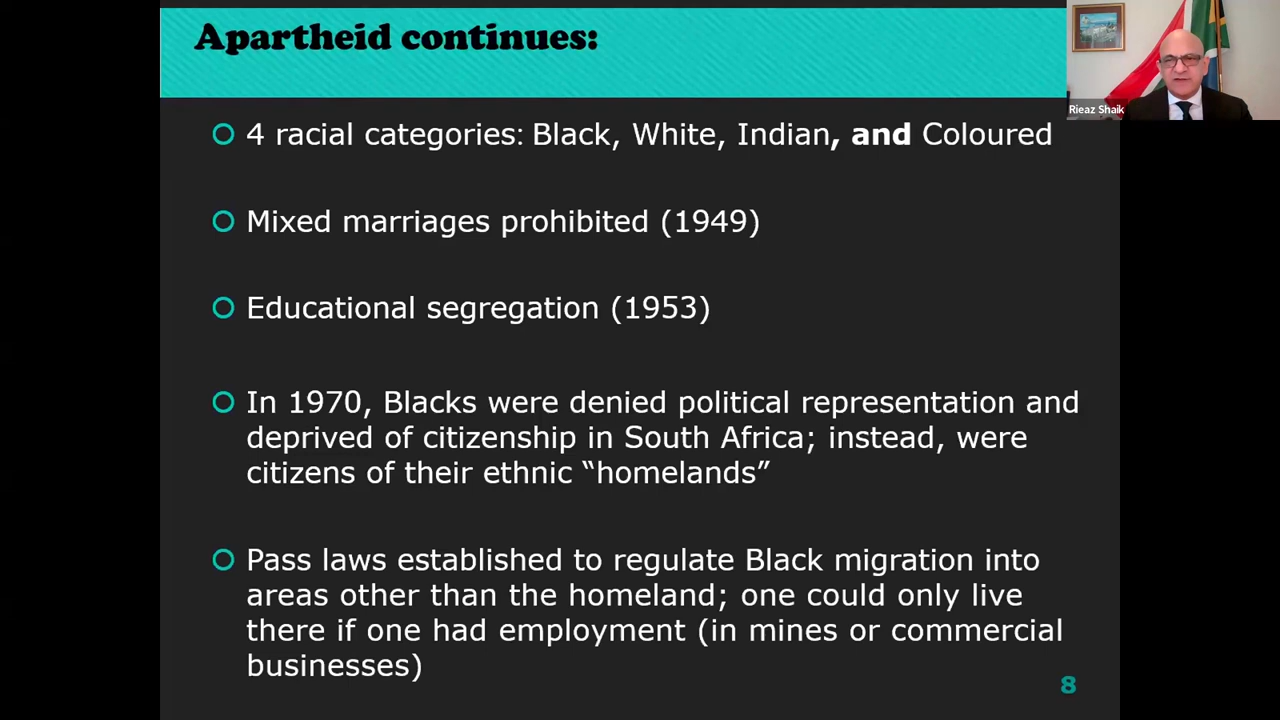 Apartheid continues:
Rieaz Shaik
4 racial categories: Black, White, Indian, and Coloured
Mixed marriages prohibited (1949)
Educational segregation (1953)
In 1970, Blacks were denied political representation and
deprived of citizenship in South Africa; instead, were
citizens of their ethnic “homelands”
Pass laws established to regulate Black migration into
areas other than the homeland; one could only live
there if one had employment (in mines or commercial
businesses)
8